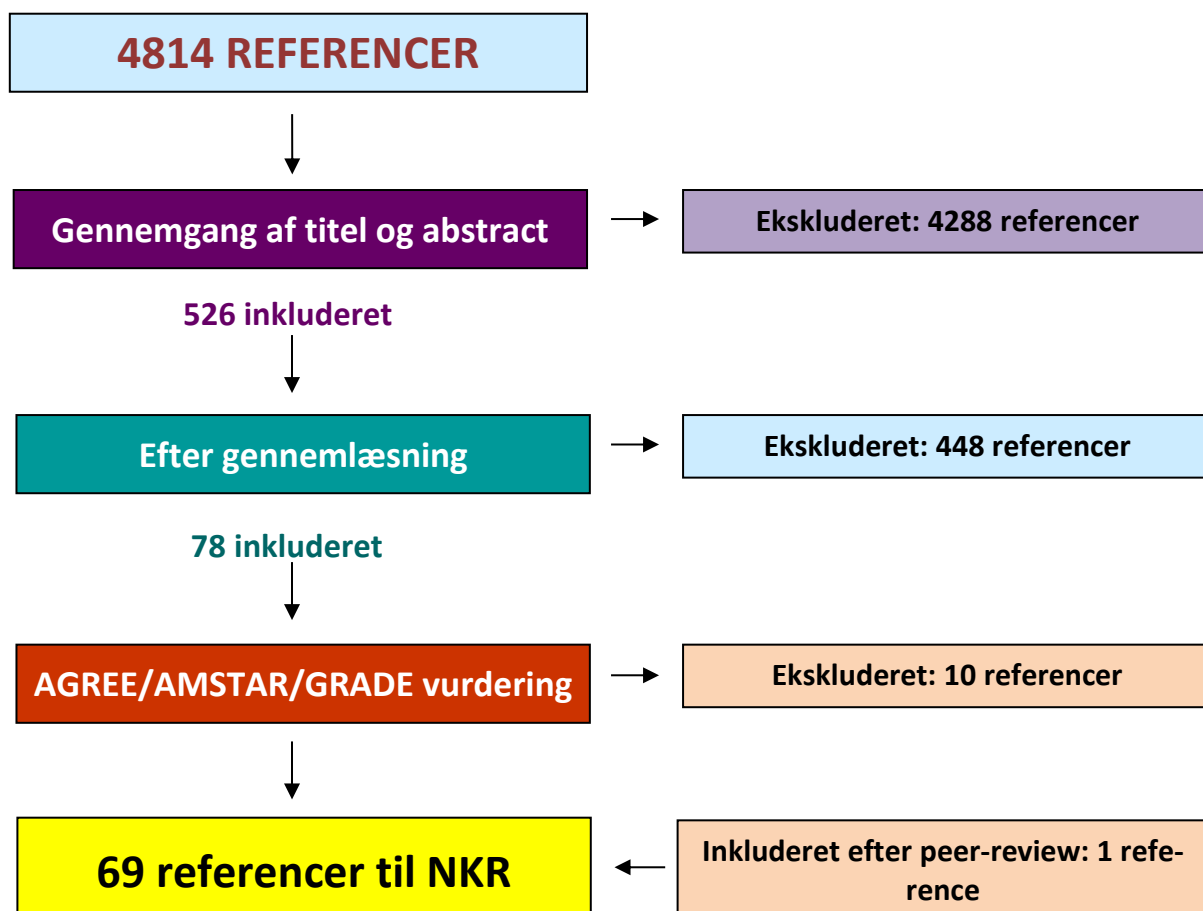 4814 REFERENCER
Gennemgang af titel og abstract
Ekskluderet: 4288 referencer
526 inkluderet
Efter gennemlæsning
Ekskluderet: 448 referencer
78 inkluderet
AGREE/AMSTAR/GRADE vurdering
Ekskluderet: 10 referencer
69 referencer til NKR
Inkluderet efter peer-review: 1 refe-
rence